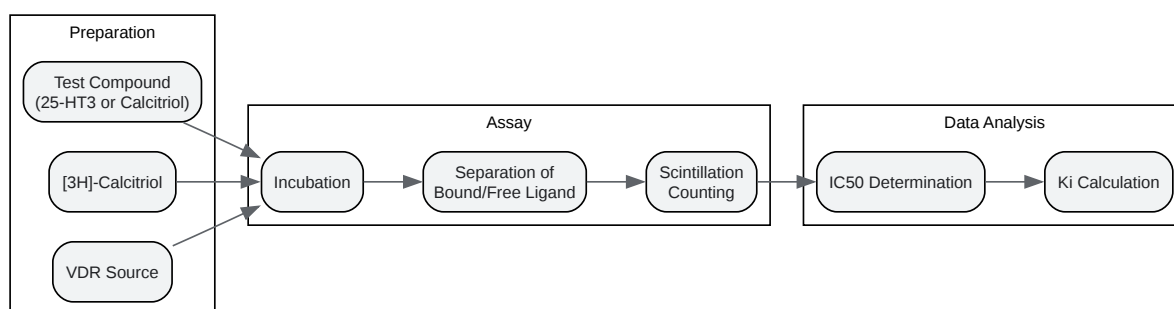 Preparation
Test Compound
(25-HT3 or Calcitriol)
[3H]-Calcitriol
VDR Source
Assay
Incubation
Separation of
Bound/Free Ligand
Scintillation
Counting
Data Analysis
IC50 Determination
Ki Calculation